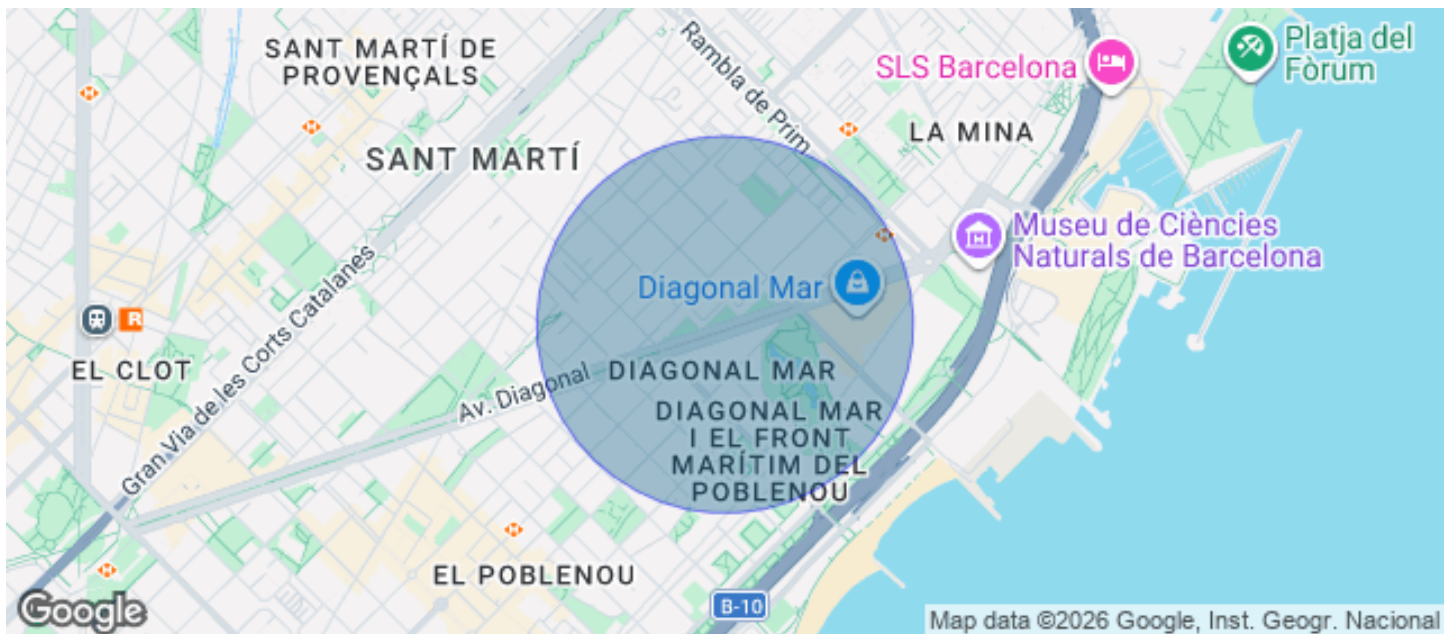 SANT MARTÍ DE
PROVENÇALS
Rambla de Prim
SLS Barcelona
Platja del
Fòrum
LA MINA
SANT MARTÍ
Museu de Ciències
Naturals de Barcelona
Diagonal Mar
R
EL CLOT
Gran Via de les Corts Catalanes
Av. Diagonal
DIAGONAL MAR
DIAGONAL MAR
I EL FRONT
MARÍTIM DEL
POBLENOU
EL POBLENOU
B-10
Google
Map data ©2026 Google, Inst. Geogr. Nacional